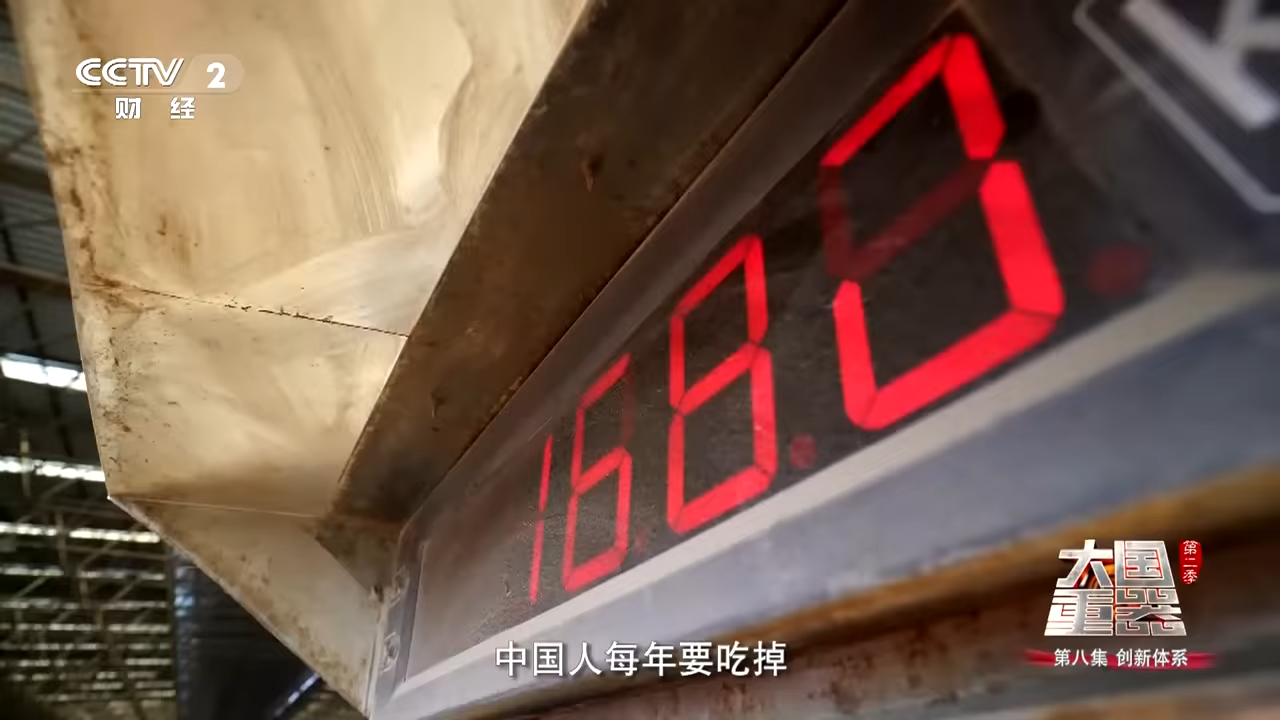 CCTV 2
财 经
1680
K
大国
重器
第二季
第八集 创新体系
中国人每年要吃掉